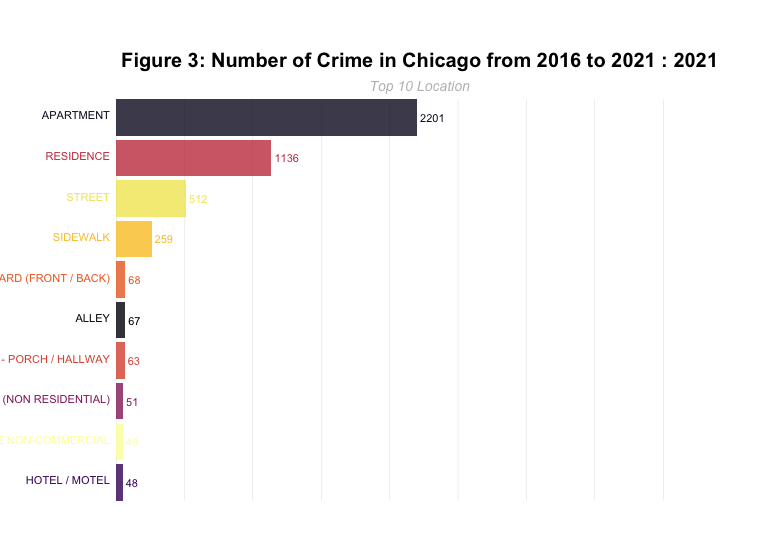 Figure 3: Number of Crime in Chicago from 2016 to 2021 : 2021
Top 10 Location
APARTMENT 2201
RESIDENCE 1136
STREET 512
SIDEWALK 259
ARD (FRONT / BACK) 68
ALLEY 67
- PORCH / HALLWAY 63
(NON RESIDENTIAL) 51
E NON-COMMERCIAL
HOTEL / MOTEL 48